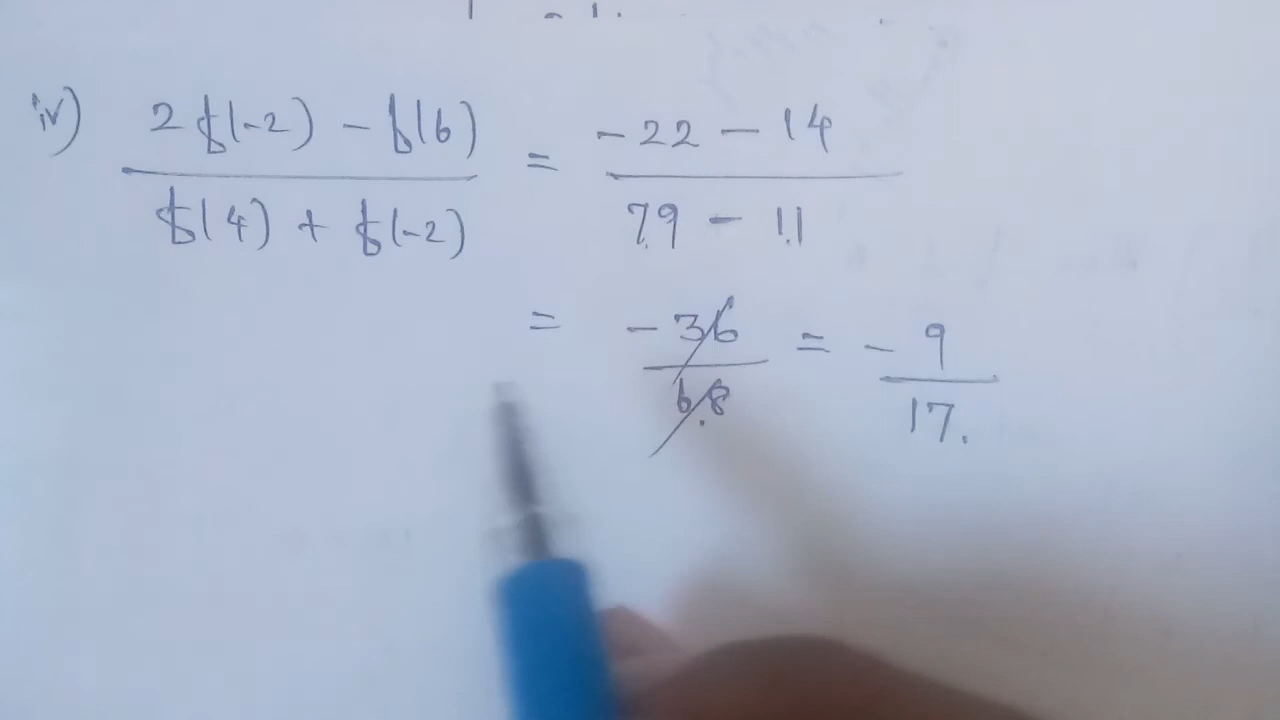 iv) 2f(-2) - f(6) / f(4) + f(-2) = -22 - 14 / 79 - 11
= -36 / 68 = - 9 / 17.